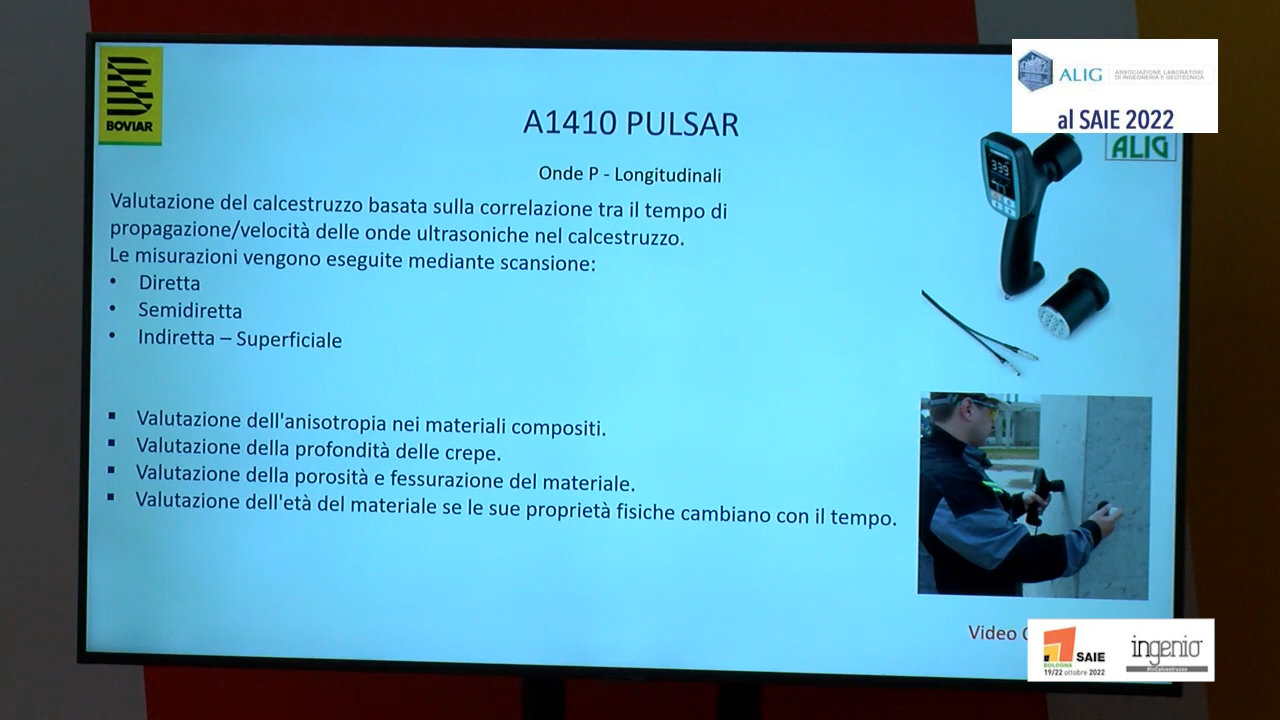 BOVIAR
ALIG
ASSOCIAZIONE LABORATORI
DI INGEGNERIA E GEOTECNICA
al SAIE 2022
ALIG
A1410 PULSAR
Onde P - Longitudinali
Valutazione del calcestruzzo basata sulla correlazione tra il tempo di
propagazione/velocità delle onde ultrasoniche nel calcestruzzo.
Le misurazioni vengono eseguite mediante scansione:
• Diretta
• Semidiretta
• Indiretta – Superficiale
▪ Valutazione dell'anisotropia nei materiali compositi.
▪ Valutazione della profondità delle crepe.
▪ Valutazione della porosità e fessurazione del materiale.
▪ Valutazione dell'età del materiale se le sue proprietà fisiche cambiano con il tempo.
Video
BOLOGNA
SAIE
19/22 ottobre 2022
ingenio
#InCalcestruzzo